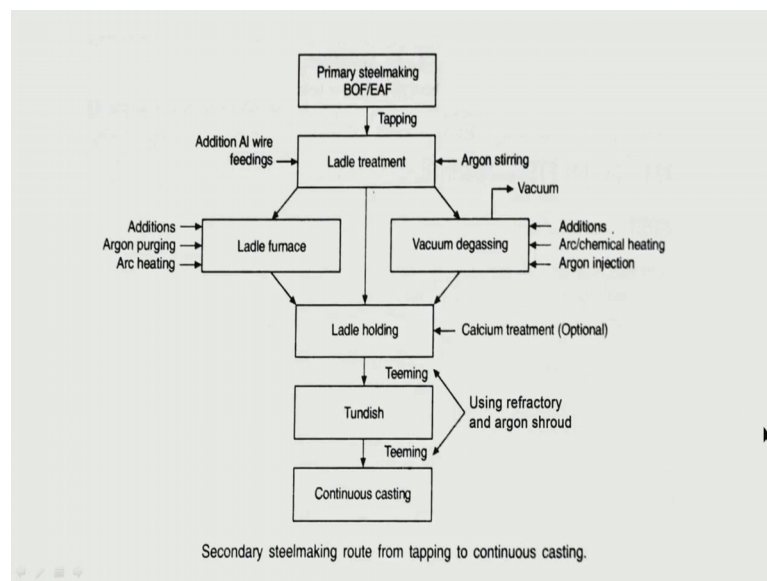 Primary steelmaking
BOF/EAF
Tapping
Addition Al wire
feedings
Ladle treatment
Argon stirring
Vacuum
Additions
Argon purging
Arc heating
Ladle furnace
Vacuum degassing
Additions
Arc/chemical heating
Argon injection
Ladle holding
Calcium treatment (Optional)
Teeming
Tundish
Using refractory
and argon shroud
Teeming
Continuous casting
Secondary steelmaking route from tapping to continuous casting.